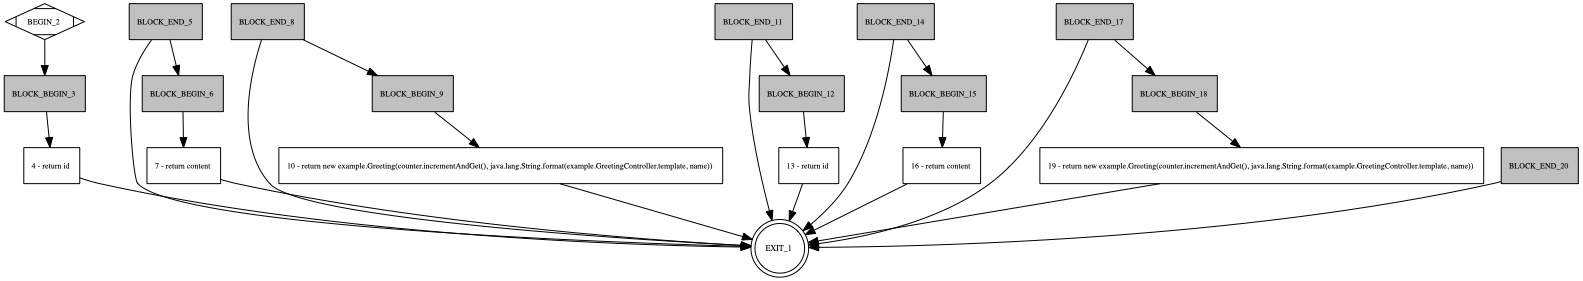 BEGIN_2
BLOCK_END_5
BLOCK_END_8
BLOCK_END_11
BLOCK_END_14
BLOCK_END_17
BLOCK_BEGIN_3
BLOCK_BEGIN_6
BLOCK_BEGIN_9
BLOCK_BEGIN_12
BLOCK_BEGIN_15
BLOCK_BEGIN_18
4 - return id
7 - return content
10 - return new example.Greeting(counter.incrementAndGet(), java.lang.String.format(example.GreetingController.template, name))
13 - return id
16 - return content
19 - return new example.Greeting(counter.incrementAndGet(), java.lang.String.format(example.GreetingController.template, name))
BLOCK_END_20
EXIT_1